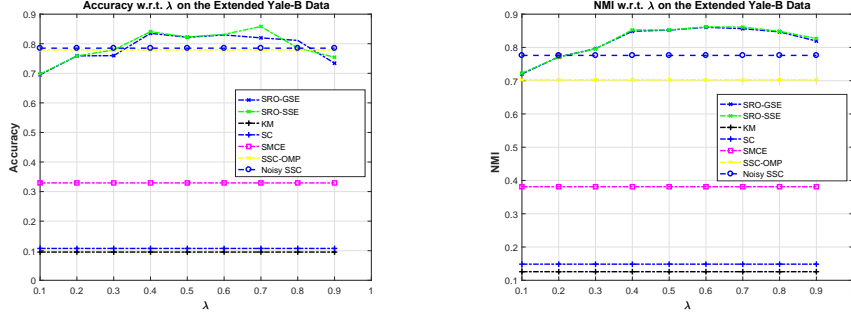 Accuracy w.r.t. λ on the Extended Yale-B Data
0.9
0.8
0.7
0.6
0.5
0.4
0.3
0.2
0.1
0
Accuracy
SRO-GSE
SRO-SSE
KM
SC
SMCE
SSC-OMP
Noisy SSC
0.1 0.2 0.3 0.4 0.5 0.6 0.7 0.8 0.9 1
λ
NMI w.r.t. λ on the Extended Yale-B Data
0.9
0.8
0.7
0.6
0.5
0.4
0.3
0.2
0.1
NMI
SRO-GSE
SRO-SSE
KM
SC
SMCE
SSC-OMP
Noisy SSC
0.1 0.2 0.3 0.4 0.5 0.6 0.7 0.8 0.9 1
λ